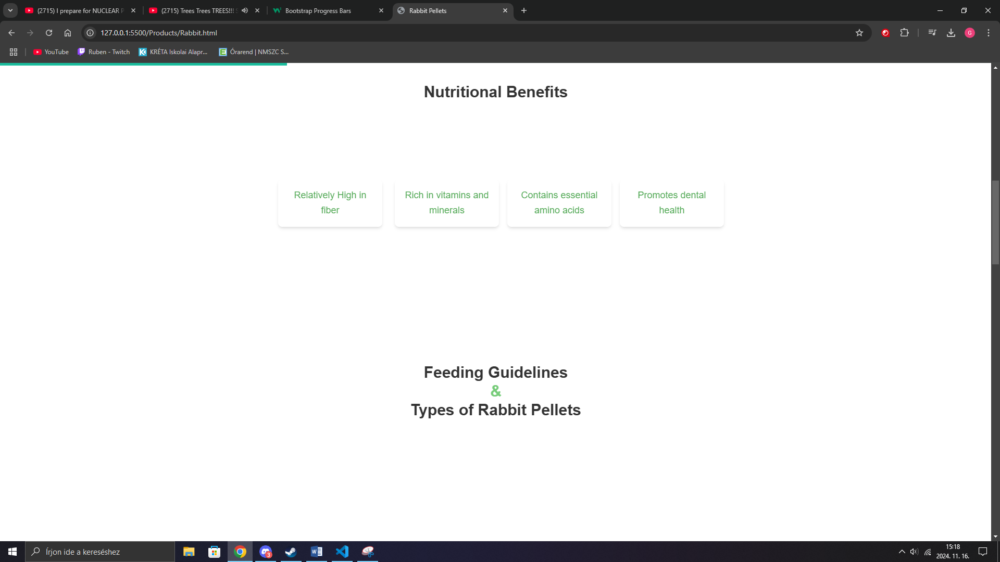 (2715) I prepare for NUCLEAR P
(2715) Trees Trees TREES!!! S
Bootstrap Progress Bars
Rabbit Pellets
127.0.0.1:5500/Products/Rabbit.html
G
YouTube
Ruben - Twitch
KRÉTA Iskolai Alapr...
Órarend | NMSZC S...
Nutritional Benefits
Relatively High in
fiber
Rich in vitamins and
minerals
Contains essential
amino acids
Promotes dental
health
Feeding Guidelines
&
Types of Rabbit Pellets
Írjon ide a kereséshez
3
15:18
2024. 11. 16.